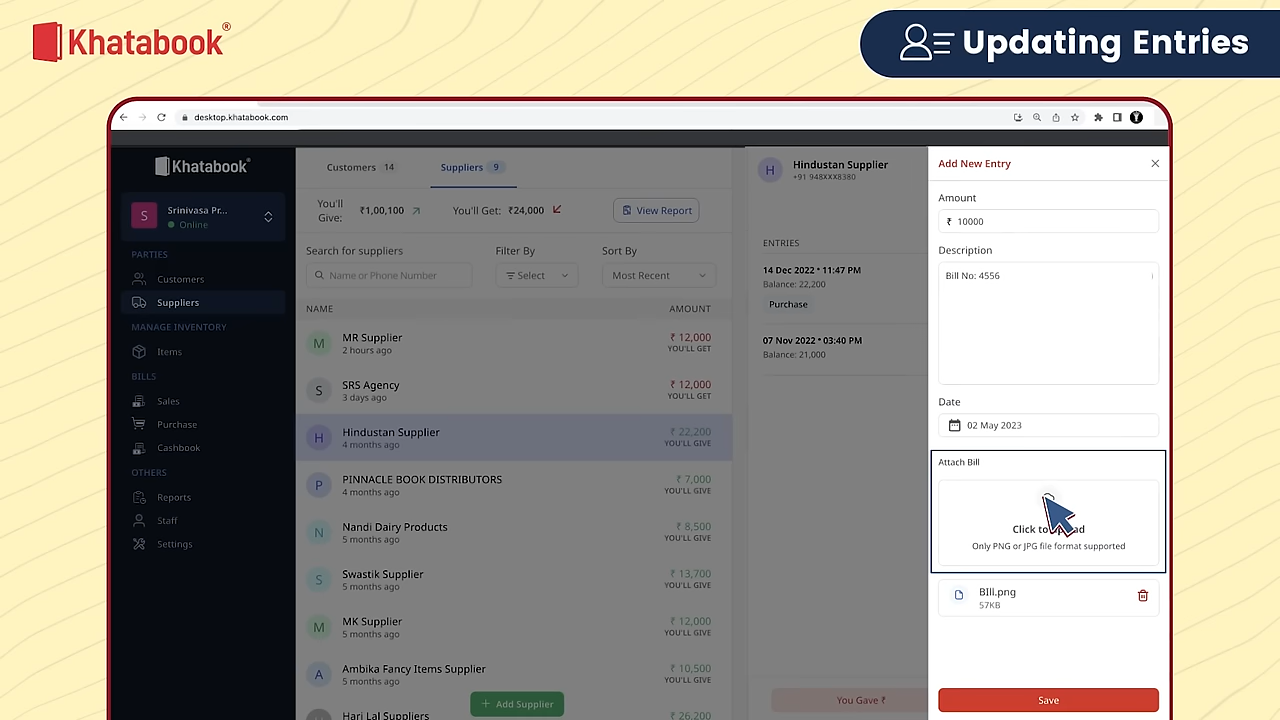 Khatabook®
Updating Entries
desktop.khatabook.com
Khatabook®
S
Srinivasa Pr...
Online
PARTIES
Customers
Suppliers
MANAGE INVENTORY
Items
BILLS
Sales
Purchase
Cashbook
OTHERS
Reports
Staff
Settings
Customers 14
Suppliers 9
You'll Give: ₹1,00,100
You'll Get: ₹24,000
View Report
Search for suppliers
Filter By
Sort By
Name or Phone Number
Select
Most Recent
NAME
AMOUNT
M
MR Supplier
2 hours ago
₹ 12,000
YOU'LL GET
S
SRS Agency
3 days ago
₹ 12,000
YOU'LL GET
H
Hindustan Supplier
4 months ago
₹ 22,200
YOU'LL GIVE
P
PINNACLE BOOK DISTRIBUTORS
4 months ago
₹ 7,000
YOU'LL GIVE
N
Nandi Dairy Products
5 months ago
₹ 8,500
YOU'LL GIVE
S
Swastik Supplier
5 months ago
₹ 13,700
YOU'LL GIVE
M
MK Supplier
5 months ago
₹ 12,000
YOU'LL GIVE
A
Ambika Fancy Items Supplier
5 months ago
₹ 10,500
YOU'LL GIVE
Hari Lal Suppliers
₹ 26,200
+ Add Supplier
H
Hindustan Supplier
+91 948XXX8380
ENTRIES
14 Dec 2022 • 11:47 PM
Balance: 22,200
Purchase
07 Nov 2022 • 03:40 PM
Balance: 21,000
You Gave ₹
Add New Entry
Amount
₹ 10000
Description
Bill No: 4556
Date
02 May 2023
Attach Bill
Click to
Only PNG or JPG file format supported
BIll.png
57KB
Save